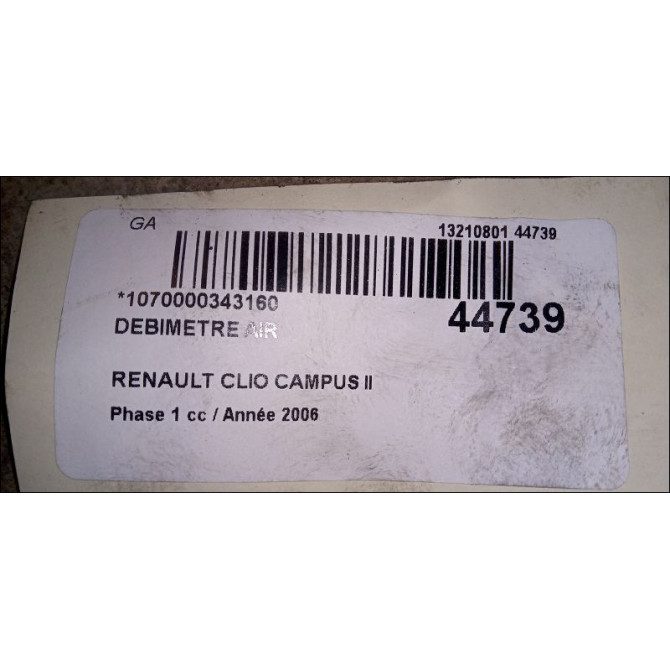 GA
13210801 44739
*1070000343160
44739
DEBIMETRE AIR
RENAULT CLIO CAMPUS II
Phase 1 cc / Année 2006